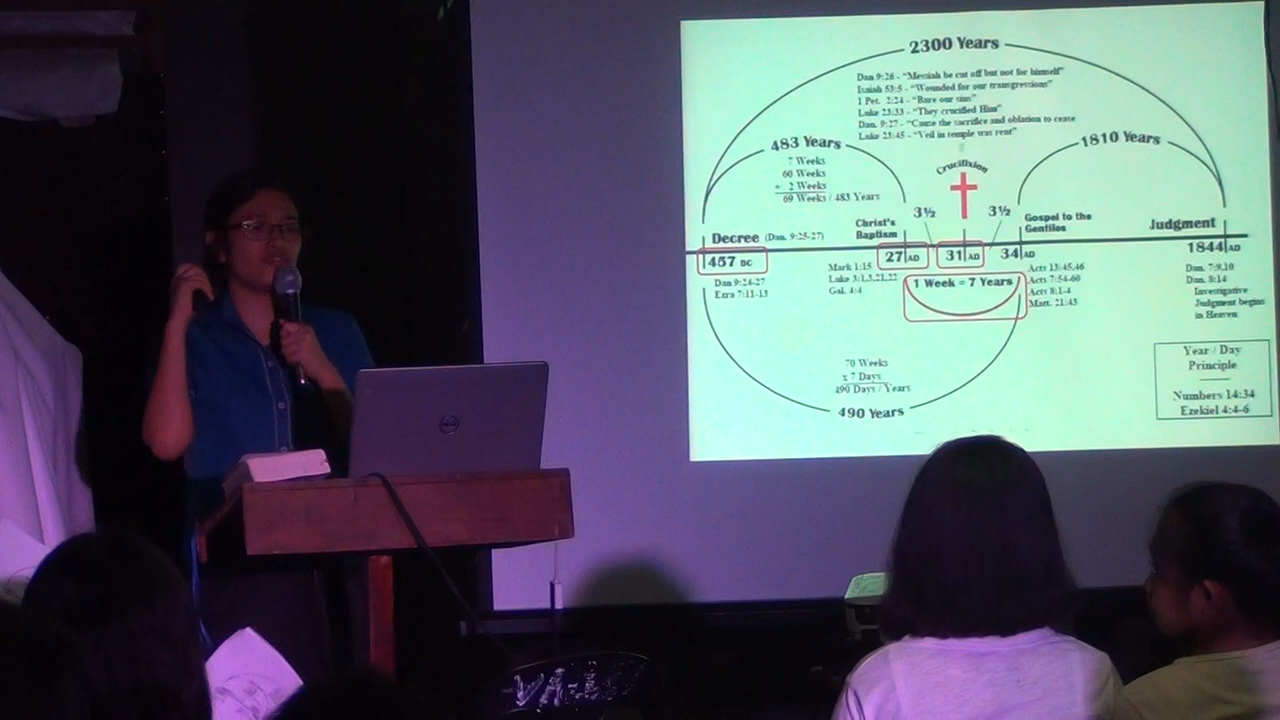 2300 Years
Dan 9:26 - "Messiah be cut off but not for himself"
Isaiah 53:5 - "Wounded for our transgressions"
1 Pet. 2:24 - "Bare our sins"
Luke 23:33 - "They crucified Him"
Dan. 9:27 - "Cause the sacrifice and oblation to cease
Luke 23:45 - "Veil in temple was rent"
483 Years
7 Weeks
60 Weeks
+ 2 Weeks
69 Weeks / 483 Years
1810 Years
Crucifixion
3½
3½
Decree (Dan. 9:25-27)
Christ's
Baptism
Gospel to the
Gentiles
Judgment
457 BC
27 AD
31 AD
34 AD
1844 AD
Dan 9:24-27
Ezra 7:11-13
Mark 1:15
Luke 3:1,3,21,22
Gal. 4:4
1 Week = 7 Years
Acts 13:45,46
Acts 7:54-60
Acts 8:1-4
Matt. 21:43
Dan. 7:9,10
Dan. 8:14
Investigative
Judgment begins
in Heaven
70 Weeks
x 7 Days
490 Days / Years
490 Years
Year / Day
Principle
Numbers 14:34
Ezekiel 4:4-6
DELL